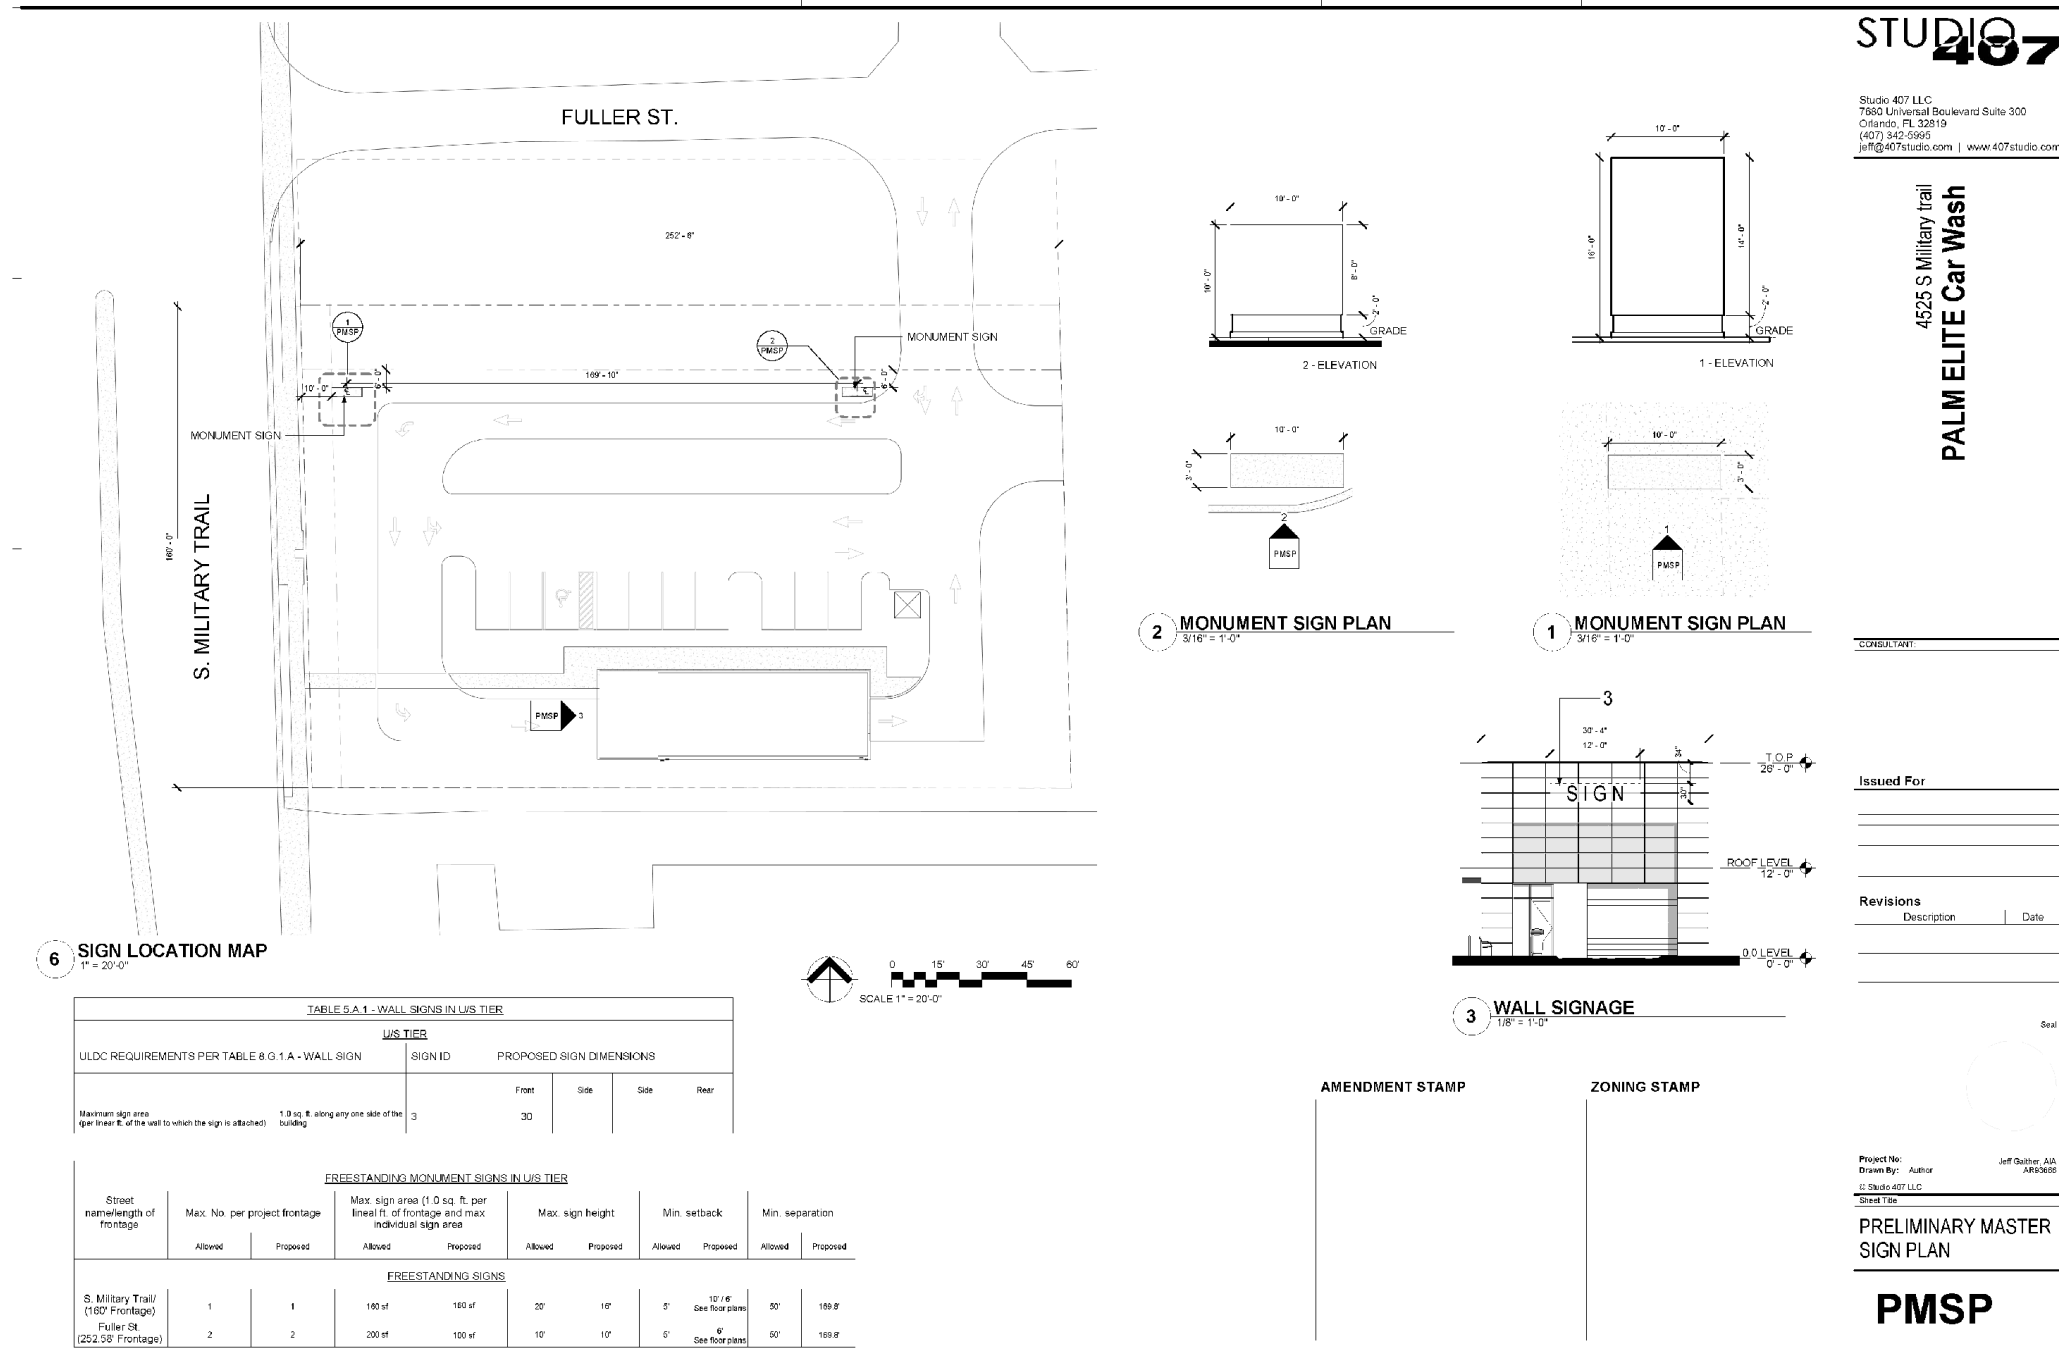 STUDIO
407
Studio 407 LLC
7680 Universal Boulevard Suite 300
Orlando, FL 32819
(407) 342-5995
jeff@407studio.com | www.407studio.com
4525 S Military trail
PALM ELITE Car Wash
CONSULTANT:
Issued For
Revisions
Description Date
Seal
Project No:
Jeff Gaither, AIA
Drawn By: Author
AR93666
© Studio 407 LLC
Sheet Title
PRELIMINARY MASTER
SIGN PLAN
PMSP
FULLER ST.
252' - 6"
1
PMSP
2
PMSP
MONUMENT SIGN
169' - 10"
10' - 0"
6' - 0"
6' - 0"
MONUMENT SIGN
160' - 0"
S. MILITARY TRAIL
PMSP 3
6 SIGN LOCATION MAP
1" = 20'-0"
0 15' 30' 45' 60'
SCALE 1" = 20'-0"
10' - 0"
10' - 0"
8' - 0"
2' - 0"
GRADE
2 - ELEVATION
10' - 0"
3' - 0"
2
PMSP
2 MONUMENT SIGN PLAN
3/16" = 1'-0"
10' - 0"
16' - 0"
14' - 0"
2' - 0"
GRADE
1 - ELEVATION
10' - 0"
3' - 0"
1
PMSP
1 MONUMENT SIGN PLAN
3/16" = 1'-0"
3
30' - 4"
12' - 0"
34"
30"
SIGN
T.O.P
26' - 0"
ROOF LEVEL
12' - 0"
0.0 LEVEL
0' - 0"
3 WALL SIGNAGE
1/8" = 1'-0"
AMENDMENT STAMP
ZONING STAMP
TABLE 5.A.1 - WALL SIGNS IN U/S TIER
U/S TIER
ULDC REQUIREMENTS PER TABLE 8.G.1.A - WALL SIGN SIGN ID PROPOSED SIGN DIMENSIONS
Front Side Side Rear
Maximum sign area 1.0 sq. ft. along any one side of the
(per linear ft. of the wall to which the sign is attached) building
3 30
FREESTANDING MONUMENT SIGNS IN U/S TIER
Street
name/length of
frontage
Max. No. per project frontage
Max. sign area (1.0 sq. ft. per
lineal ft. of frontage and max
individual sign area
Max. sign height
Min. setback
Min. separation
Allowed Proposed Allowed Proposed Allowed Proposed Allowed Proposed Allowed Proposed
FREESTANDING SIGNS
S. Military Trail/
(160' Frontage)
1 1 160 sf 160 sf 20' 16' 5'
10' / 6'
See floor plans
50' 169.8'
Fuller St.
(252.58' Frontage)
2 2 200 sf 100 sf 10' 10' 5'
6'
See floor plans
50' 169.8'